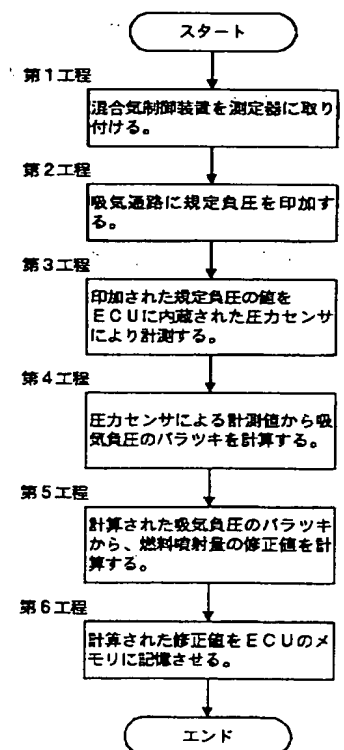 スタート
第1工程
混合気制御装置を測定器に取り
付ける。
第2工程
吸気通路に規定負圧を印加す
る。
第3工程
印加された規定負圧の値を
ECUに内蔵された圧力センサ
により計測する。
第4工程
圧力センサによる計測値から吸
気負圧のバラツキを計算する。
第5工程
計算された吸気負圧のバラツキ
から、燃料噴射量の修正値を計
算する。
第6工程
計算された修正値をECUのメ
モリに記憶させる。
エンド